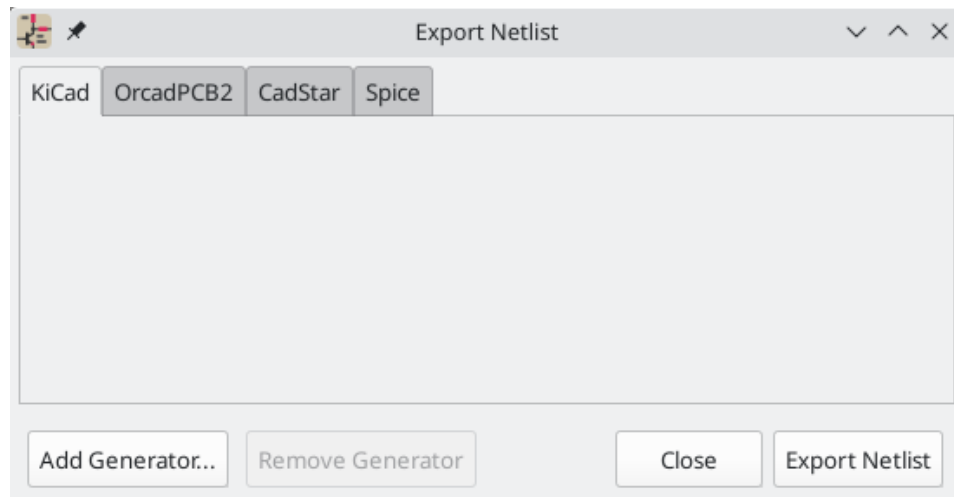 Export Netlist
KiCad OrcadPCB2 CadStar Spice
Add Generator... Remove Generator Close Export Netlist